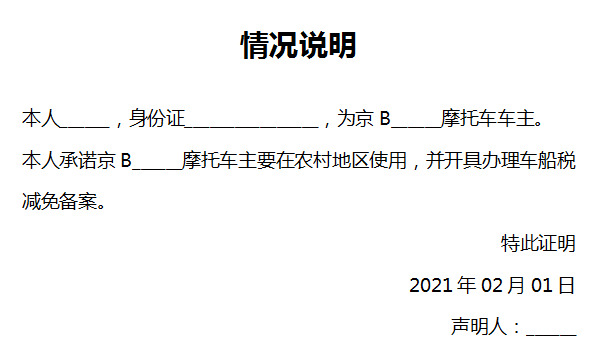 情况说明
本人_____，身份证______________，为京 B_____摩托车车主。
本人承诺京 B_____摩托车主要在农村地区使用，并开具办理车船税
减免备案。
特此证明
2021 年 02 月 01 日
声明人：_____